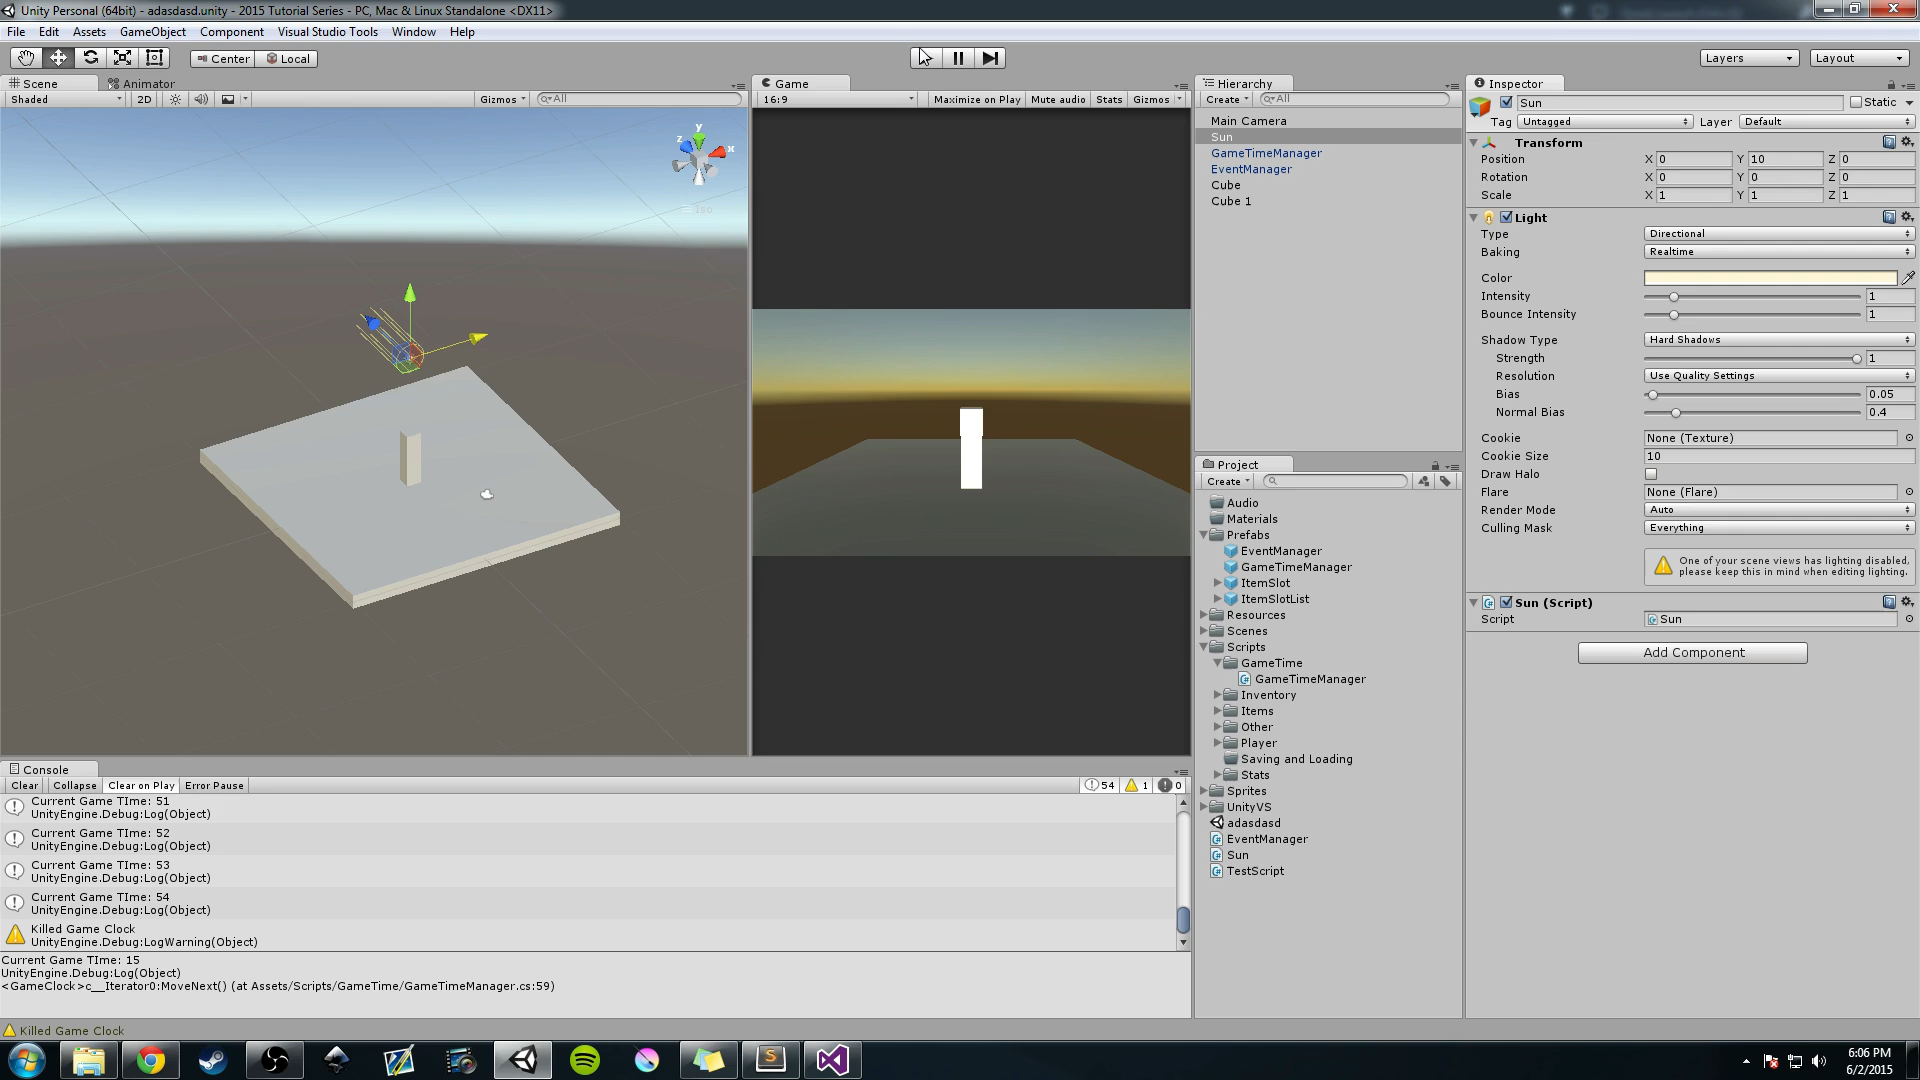 Unity Personal (64bit) - adasdasd.unity - 2015 Tutorial Series - PC, Mac & Linux Standalone <DX11>
File Edit Assets GameObject Component Visual Studio Tools Window Help
Center Local Layers Layout
Scene Animator
Shaded 2D Gizmos All
y
z
x
Iso
Game
16:9 Maximize on Play Mute audio Stats Gizmos
Hierarchy
Create All
Main Camera
Sun
GameTimeManager
EventManager
Cube
Cube 1
Project
Create
Audio
Materials
Prefabs
EventManager
GameTimeManager
ItemSlot
ItemSlotList
Resources
Scenes
Scripts
GameTime
GameTimeManager
Inventory
Items
Other
Player
Saving and Loading
Stats
Sprites
UnityVS
adasdasd
EventManager
Sun
TestScript
Inspector
Sun Static
Tag Untagged Layer Default
Transform
Position X 0 Y 10 Z 0
Rotation X 0 Y 0 Z 0
Scale X 1 Y 1 Z 1
Light
Type Directional
Baking Realtime
Color
Intensity 1
Bounce Intensity 1
Shadow Type Hard Shadows
Strength 1
Resolution Use Quality Settings
Bias 0.05
Normal Bias 0.4
Cookie None (Texture)
Cookie Size 10
Draw Halo
Flare None (Flare)
Render Mode Auto
Culling Mask Everything
One of your scene views has lighting disabled,
please keep this in mind when editing lighting.
Sun (Script)
Script Sun
Add Component
Console
Clear Collapse Clear on Play Error Pause 54 1 0
Current Game TIme: 51
UnityEngine.Debug:Log(Object)
Current Game TIme: 52
UnityEngine.Debug:Log(Object)
Current Game TIme: 53
UnityEngine.Debug:Log(Object)
Current Game TIme: 54
UnityEngine.Debug:Log(Object)
Killed Game Clock
UnityEngine.Debug:LogWarning(Object)
Current Game TIme: 15
UnityEngine.Debug:Log(Object)
<GameClock>c__Iterator0:MoveNext() (at Assets/Scripts/GameTime/GameTimeManager.cs:59)
Killed Game Clock
6:06 PM
6/2/2015